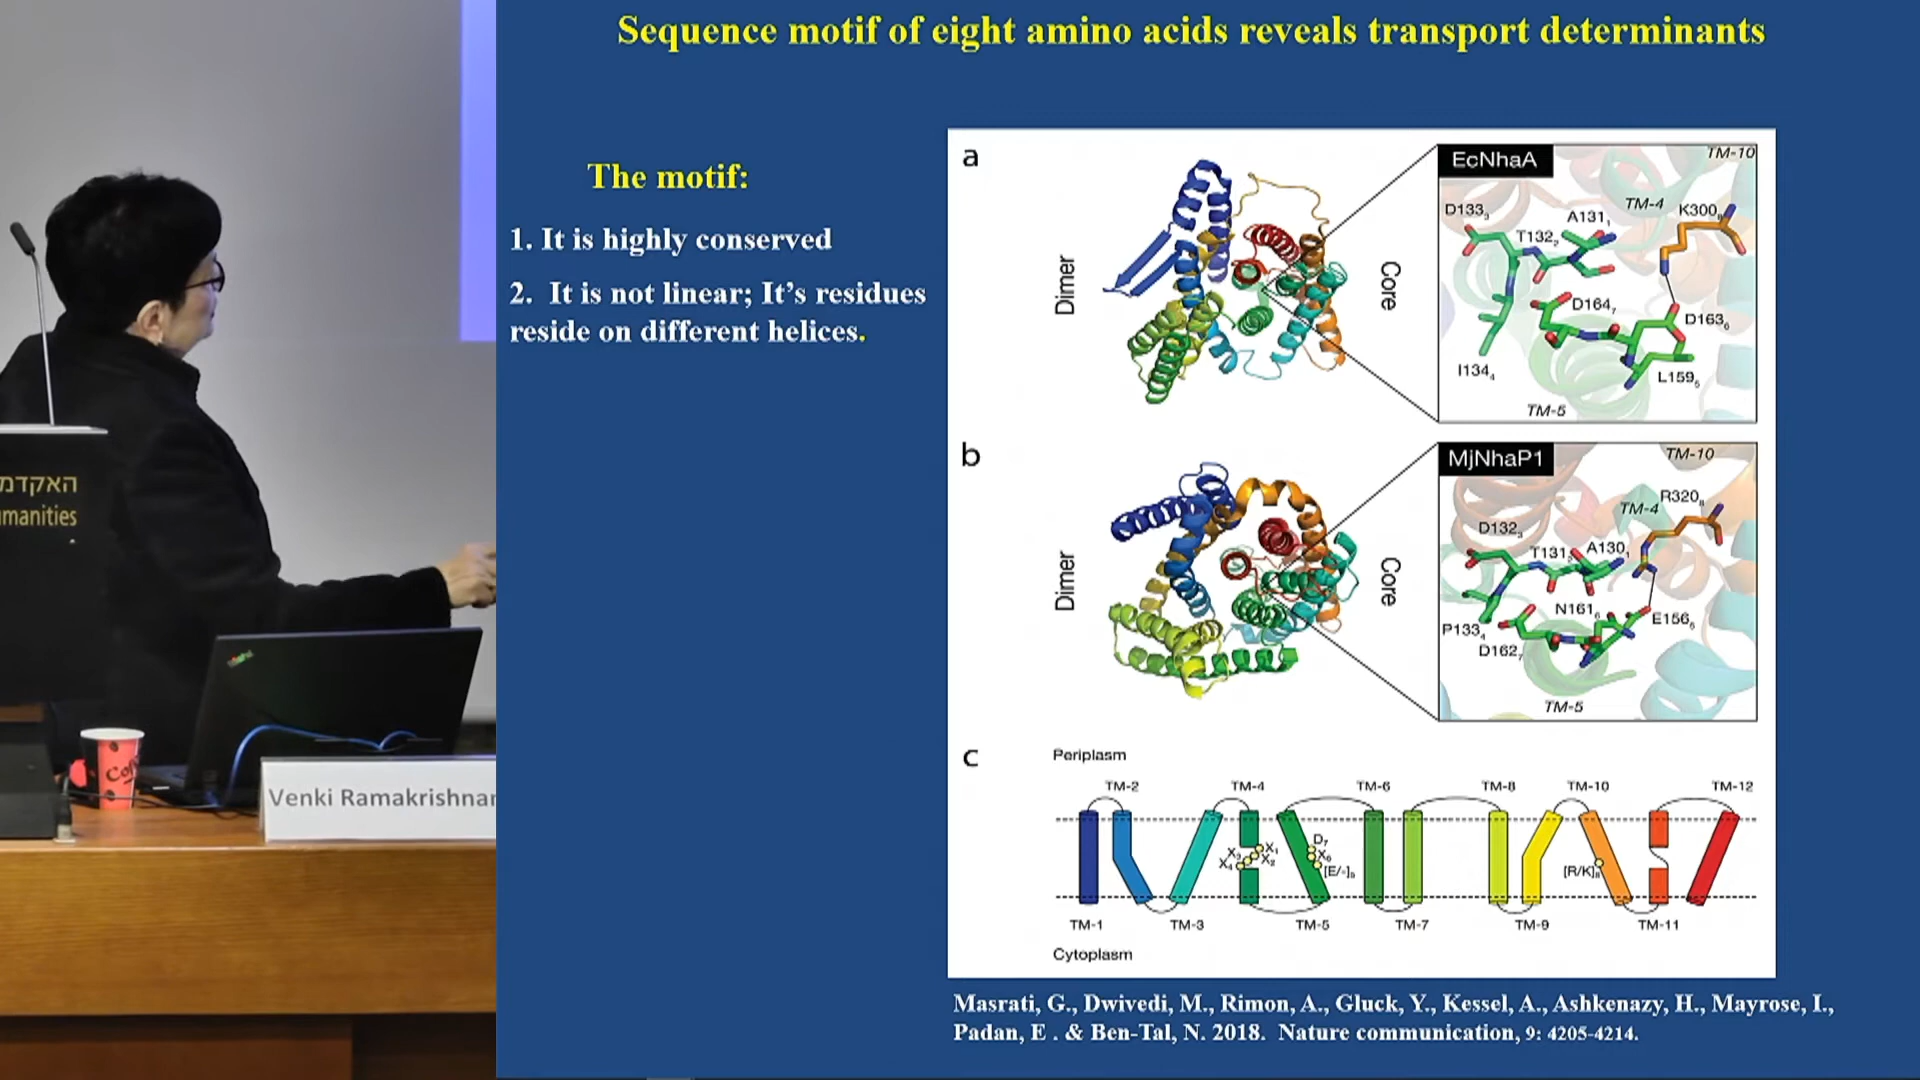 Sequence motif of eight amino acids reveals transport determinants
The motif:
1. It is highly conserved
2. It is not linear; It's residues
reside on different helices.
a
Dimer
Core
EcNhaA
TM-10
D133₃
A131₁
TM-4
K300₈
T132₂
D164₇
D163₆
I134₄
L159₅
TM-5
b
Dimer
Core
MjNhaP1
TM-10
R320₈
TM-4
D132₃
T131
A130₁
N161₆
E156
P133₄
D162₇
TM-5
c
Periplasm
TM-2
TM-4
TM-6
TM-8
TM-10
TM-12
D₇
X₁
X₃
X₆
X₂
X₄
[R/K]₈
TM-1
TM-3
TM-5
TM-7
TM-9
TM-11
Cytoplasm
Masrati, G., Dwivedi, M., Rimon, A., Gluck, Y., Kessel, A., Ashkenazy, H., Mayrose, I.,
Padan, E . & Ben-Tal, N. 2018. Nature communication, 9: 4205-4214.
האקדמ
manities
Venki Ramakrishnan